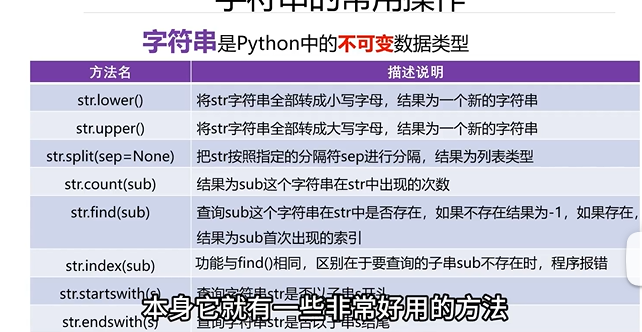 字符串的常用操作
字符串是Python中的不可变数据类型
方法名 描述说明
str.lower() 将str字符串全部转成小写字母，结果为一个新的字符串
str.upper() 将str字符串全部转成大写字母，结果为一个新的字符串
str.split(sep=None) 把str按照指定的分隔符sep进行分隔，结果为列表类型
str.count(sub) 结果为sub这个字符串在str中出现的次数
str.find(sub) 查询sub这个字符串在str中是否存在，如果不存在结果为-1，如果存在，
结果为sub首次出现的索引
str.index(sub) 功能与find()相同，区别在于要查询的子串sub不存在时，程序报错
str.startswith(s) 查询字符串str是否以子串s开头
本身它就有一些非常好用的方法
str.endswith(s) 查询字符串str是否以子串s结尾